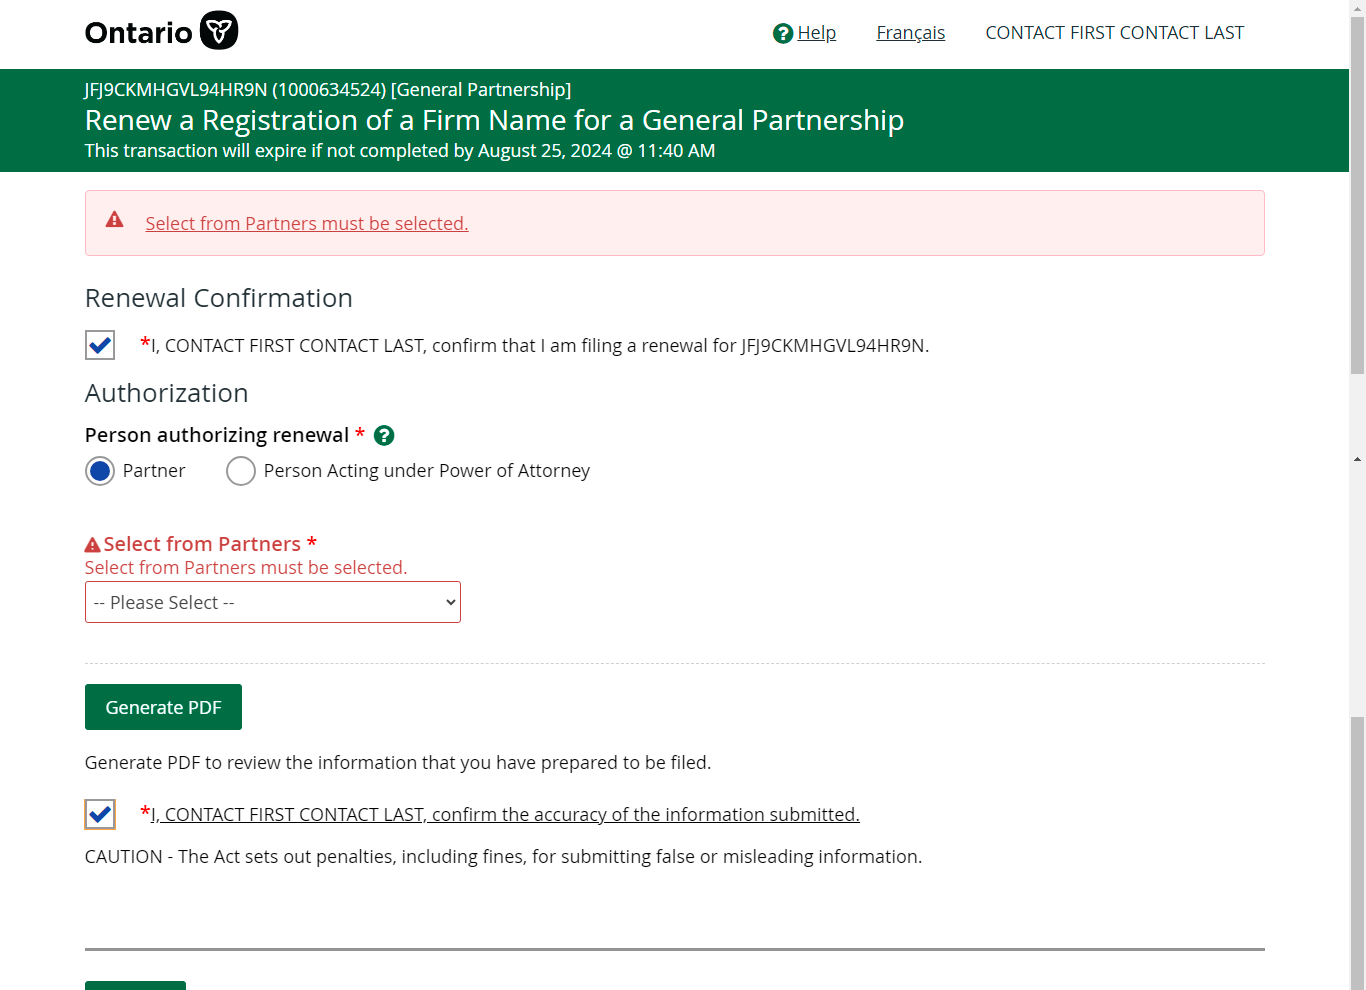 Ontario
Help Français CONTACT FIRST CONTACT LAST
JFJ9CKMHGVL94HR9N (1000634524) [General Partnership]
Renew a Registration of a Firm Name for a General Partnership
This transaction will expire if not completed by August 25, 2024 @ 11:40 AM
Select from Partners must be selected.
Renewal Confirmation
*I, CONTACT FIRST CONTACT LAST, confirm that I am filing a renewal for JFJ9CKMHGVL94HR9N.
Authorization
Person authorizing renewal *
Partner Person Acting under Power of Attorney
Select from Partners *
Select from Partners must be selected.
-- Please Select --
Generate PDF
Generate PDF to review the information that you have prepared to be filed.
*I, CONTACT FIRST CONTACT LAST, confirm the accuracy of the information submitted.
CAUTION - The Act sets out penalties, including fines, for submitting false or misleading information.